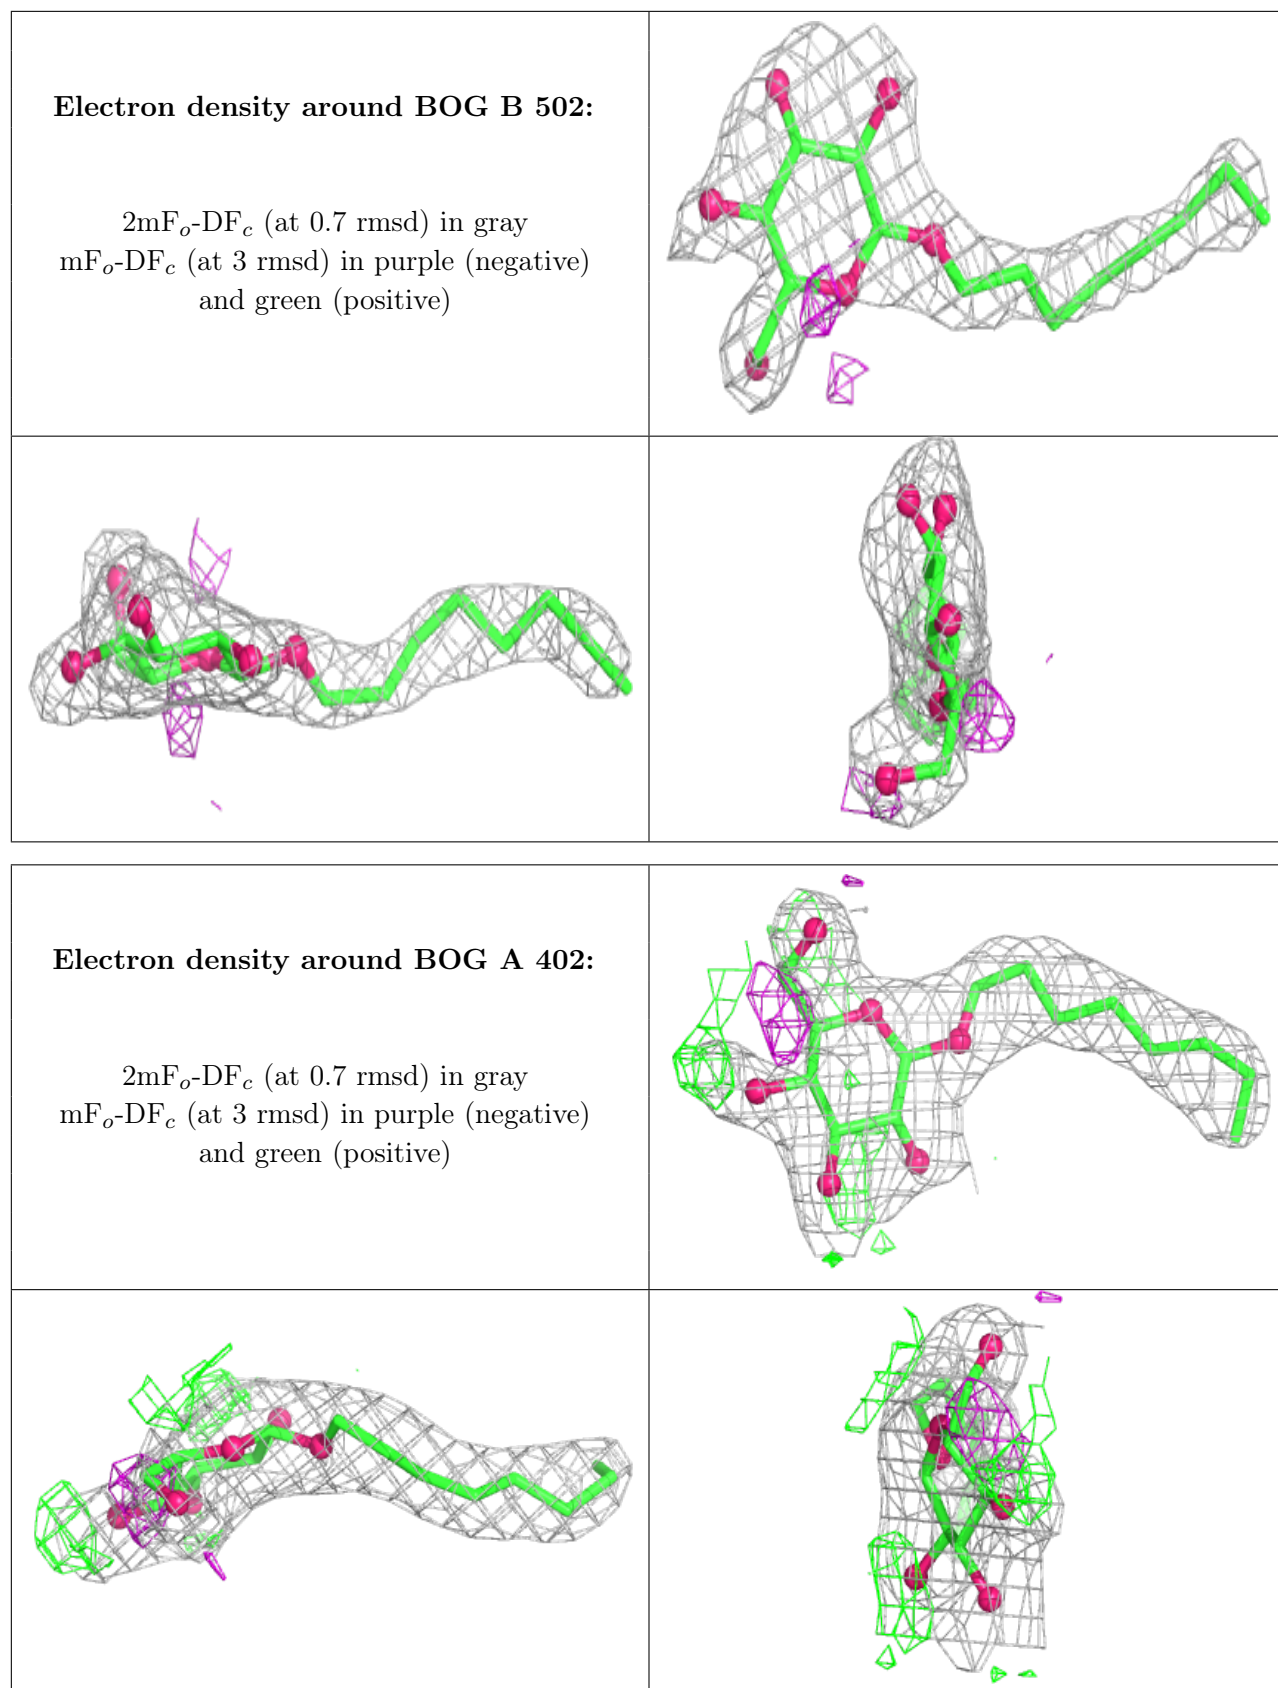 Electron density around BOG B 502:
2mFo-DFc (at 0.7 rmsd) in gray
mFo-DFc (at 3 rmsd) in purple (negative)
and green (positive)
Electron density around BOG A 402:
2mFo-DFc (at 0.7 rmsd) in gray
mFo-DFc (at 3 rmsd) in purple (negative)
and green (positive)